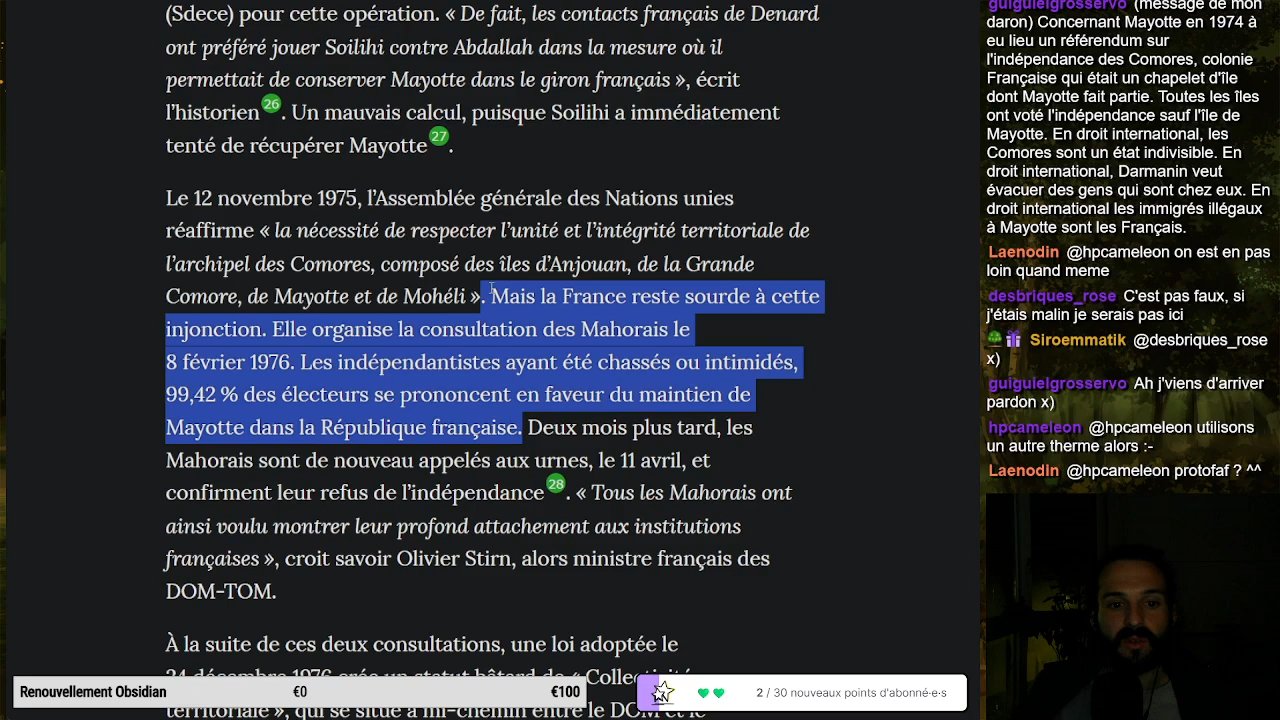 (Sdece) pour cette opération. « De fait, les contacts français de Denard
ont préféré jouer Soilihi contre Abdallah dans la mesure où il
permettait de conserver Mayotte dans le giron français », écrit
l’historien 26. Un mauvais calcul, puisque Soilihi a immédiatement
tenté de récupérer Mayotte 27.
Le 12 novembre 1975, l’Assemblée générale des Nations unies
réaffirme « la nécessité de respecter l’unité et l’intégrité territoriale de
l’archipel des Comores, composé des îles d’Anjouan, de la Grande
Comore, de Mayotte et de Mohéli ». Mais la France reste sourde à cette
injonction. Elle organise la consultation des Mahorais le
8 février 1976. Les indépendantistes ayant été chassés ou intimidés,
99,42 % des électeurs se prononcent en faveur du maintien de
Mayotte dans la République française. Deux mois plus tard, les
Mahorais sont de nouveau appelés aux urnes, le 11 avril, et
confirment leur refus de l’indépendance 28. « Tous les Mahorais ont
ainsi voulu montrer leur profond attachement aux institutions
françaises », croit savoir Olivier Stirn, alors ministre français des
DOM-TOM.
À la suite de ces deux consultations, une loi adoptée le
24 décembre 1976 crée un statut bâtard de « Collectivité
territoriale », qui se situe à mi-chemin entre le DOM et le
Renouvellement Obsidian €0 €100
2 / 30 nouveaux points d'abonné·e·s
guiguielgrosservo (message de mon
daron) Concernant Mayotte en 1974 à
eu lieu un référendum sur
l'indépendance des Comores, colonie
Française qui était un chapelet d'île
dont Mayotte fait partie. Toutes les îles
ont voté l'indépendance sauf l'île de
Mayotte. En droit international, les
Comores sont un état indivisible. En
droit international, Darmanin veut
évacuer des gens qui sont chez eux. En
droit international les immigrés illégaux
à Mayotte sont les Français.
Laenodin @hpcameleon on est en pas
loin quand meme
desbriques_rose C'est pas faux, si
j'étais malin je serais pas ici
Siroemmatik @desbriques_rose
x)
guiguielgrosservo Ah j'viens d'arriver
pardon x)
hpcameleon @hpcameleon utilisons
un autre therme alors :-
Laenodin @hpcameleon protofaf ? ^^